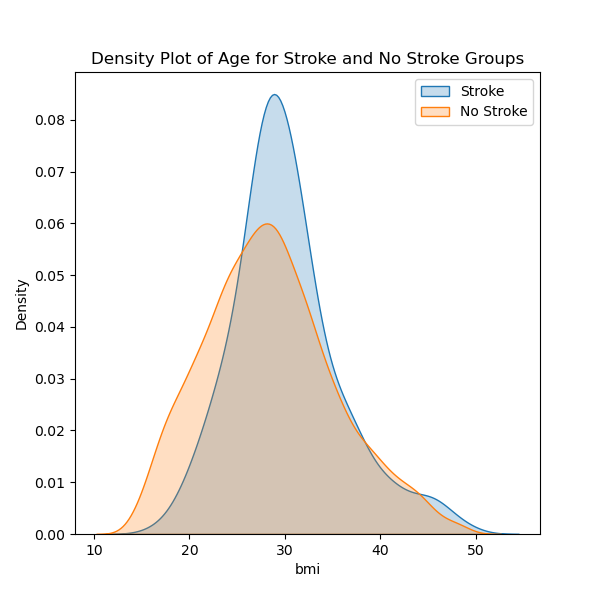 Density Plot of Age for Stroke and No Stroke Groups
Stroke
No Stroke
0.08
0.07
0.06
0.05
0.04
0.03
0.02
0.01
0.00
Density
10 20 30 40 50
bmi